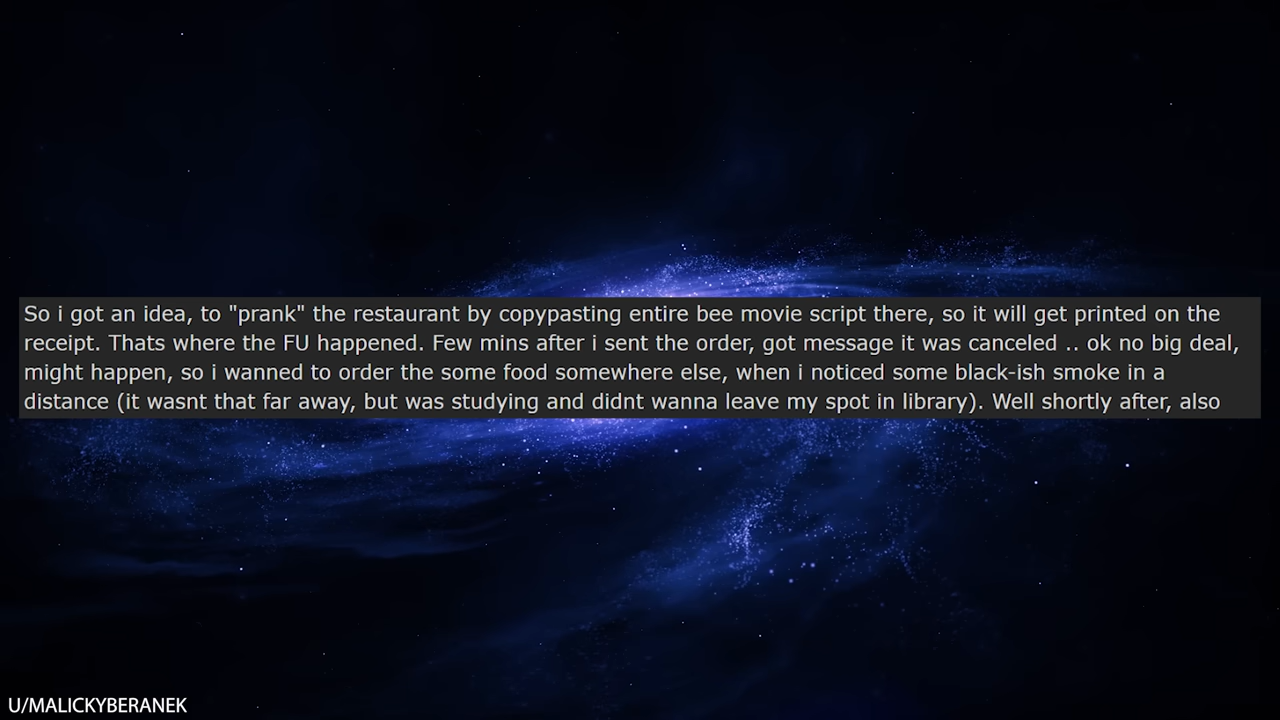 So i got an idea, to "prank" the restaurant by copypasting entire bee movie script there, so it will get printed on the
receipt. Thats where the FU happened. Few mins after i sent the order, got message it was canceled .. ok no big deal,
might happen, so i wanned to order the some food somewhere else, when i noticed some black-ish smoke in a
distance (it wasnt that far away, but was studying and didnt wanna leave my spot in library). Well shortly after, also
U/MALICKYBERANEK